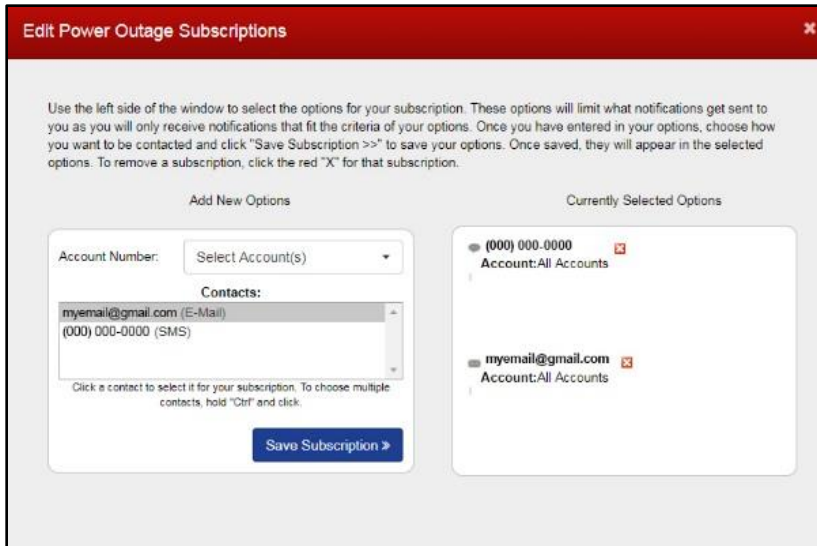 Edit Power Outage Subscriptions
Use the left side of the window to select the options for your subscription. These options will limit what notifications get sent to
you as you will only receive notifications that fit the criteria of your options. Once you have entered in your options, choose how
you want to be contacted and click "Save Subscription >>" to save your options. Once saved, they will appear in the selected
options. To remove a subscription, click the red "X" for that subscription.
Add New Options
Account Number:
Select Account(s)
Contacts:
myemail@gmail.com (E-Mail)
(000) 000-0000 (SMS)
Click a contact to select it for your subscription. To choose multiple
contacts, hold "Ctrl" and click.
Save Subscription »
Currently Selected Options
(000) 000-0000
Account:All Accounts
myemail@gmail.com
Account:All Accounts